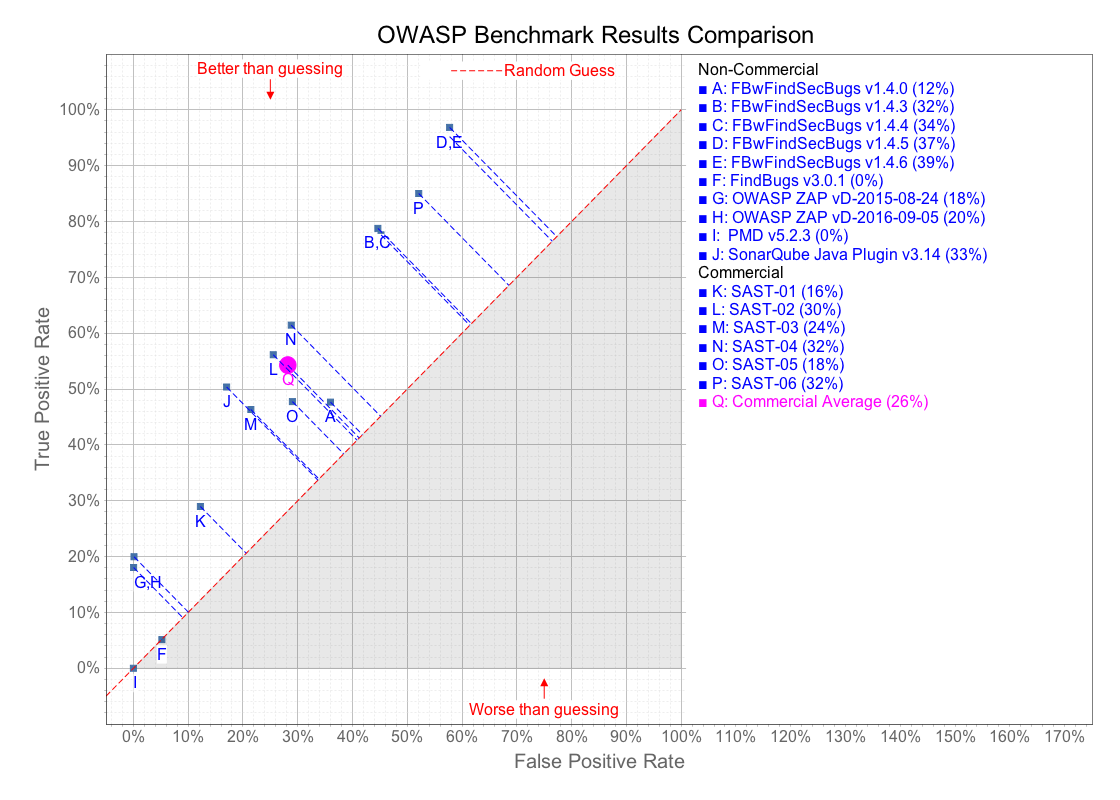 OWASP Benchmark Results Comparison
Better than guessing
Random Guess
Non-Commercial
A: FBwFindSecBugs v1.4.0 (12%)
B: FBwFindSecBugs v1.4.3 (32%)
C: FBwFindSecBugs v1.4.4 (34%)
D: FBwFindSecBugs v1.4.5 (37%)
E: FBwFindSecBugs v1.4.6 (39%)
F: FindBugs v3.0.1 (0%)
G: OWASP ZAP vD-2015-08-24 (18%)
H: OWASP ZAP vD-2016-09-05 (20%)
I: PMD v5.2.3 (0%)
J: SonarQube Java Plugin v3.14 (33%)
Commercial
K: SAST-01 (16%)
L: SAST-02 (30%)
M: SAST-03 (24%)
N: SAST-04 (32%)
O: SAST-05 (18%)
P: SAST-06 (32%)
Q: Commercial Average (26%)
True Positive Rate
100%
90%
80%
70%
60%
50%
40%
30%
20%
10%
0%
D,E
P
B,C
N
L
Q
J
M
O
A
K
G,H
F
I
Worse than guessing
0% 10% 20% 30% 40% 50% 60% 70% 80% 90% 100% 110% 120% 130% 140% 150% 160% 170%
False Positive Rate